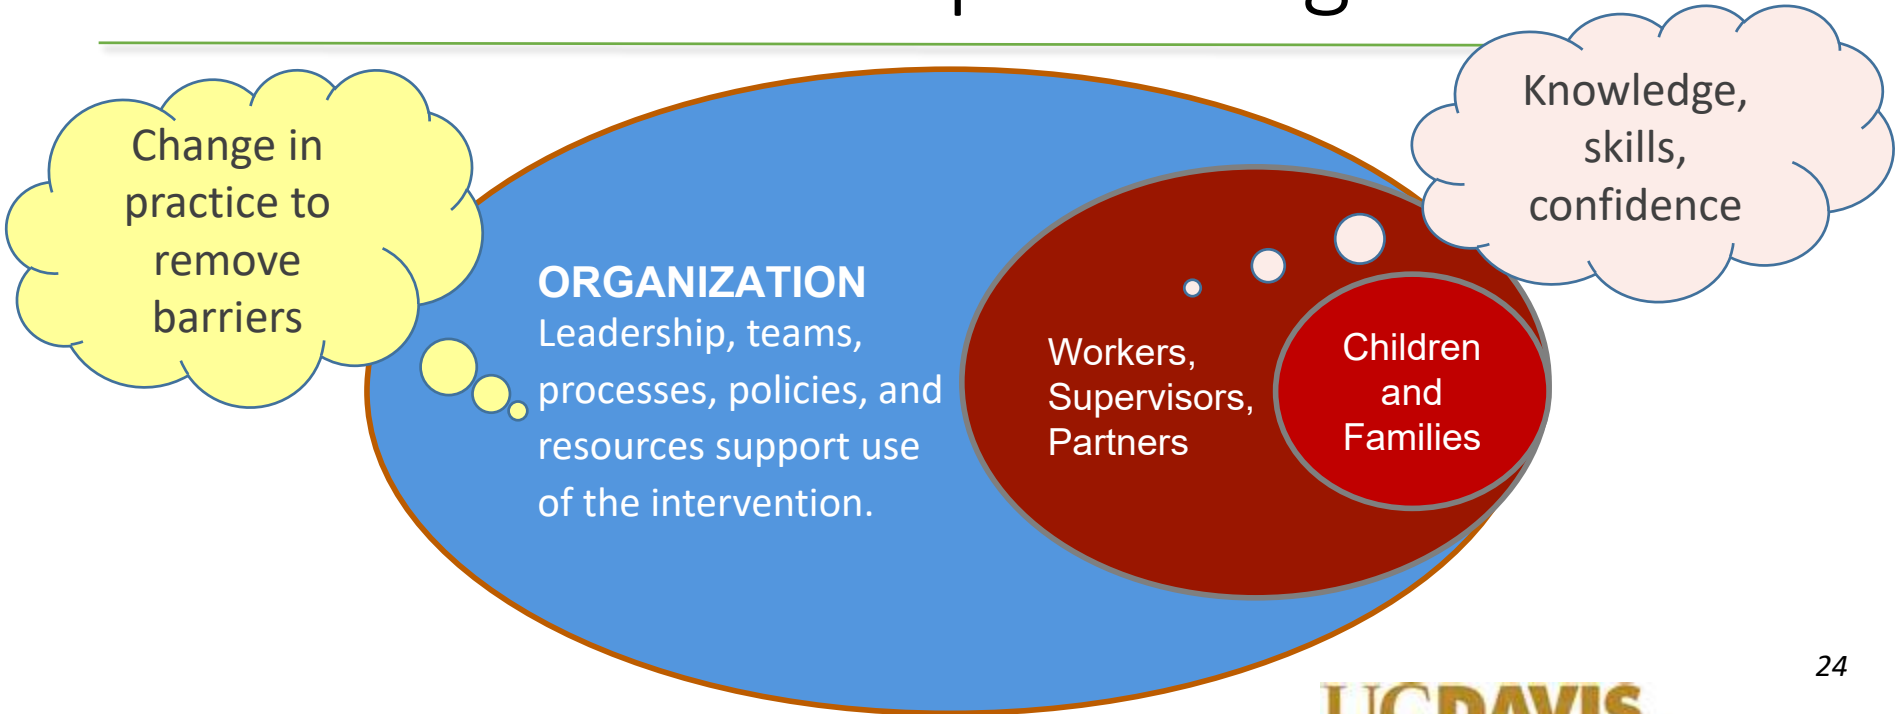 Change in
practice to
remove
barriers
ORGANIZATION
Leadership, teams,
processes, policies, and
resources support use
of the intervention.
Workers,
Supervisors,
Partners
Children
and
Families
Knowledge,
skills,
confidence
24
UCDAVIS